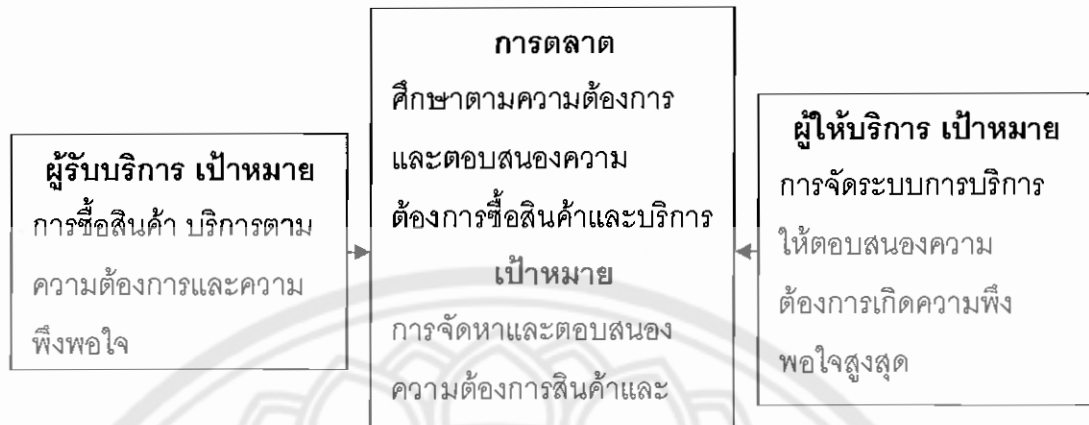 ผู้รับบริการ เป้าหมาย
การซื้อสินค้า บริการตาม
ความต้องการและความ
พึงพอใจ
การตลาด
ศึกษาตามความต้องการ
และตอบสนองความ
ต้องการซื้อสินค้าและบริการ
เป้าหมาย
การจัดหาและตอบสนอง
ความต้องการสินค้าและ
ผู้ให้บริการ เป้าหมาย
การจัดระบบการบริการ
ให้ตอบสนองความ
ต้องการเกิดความพึง
พอใจสูงสุด